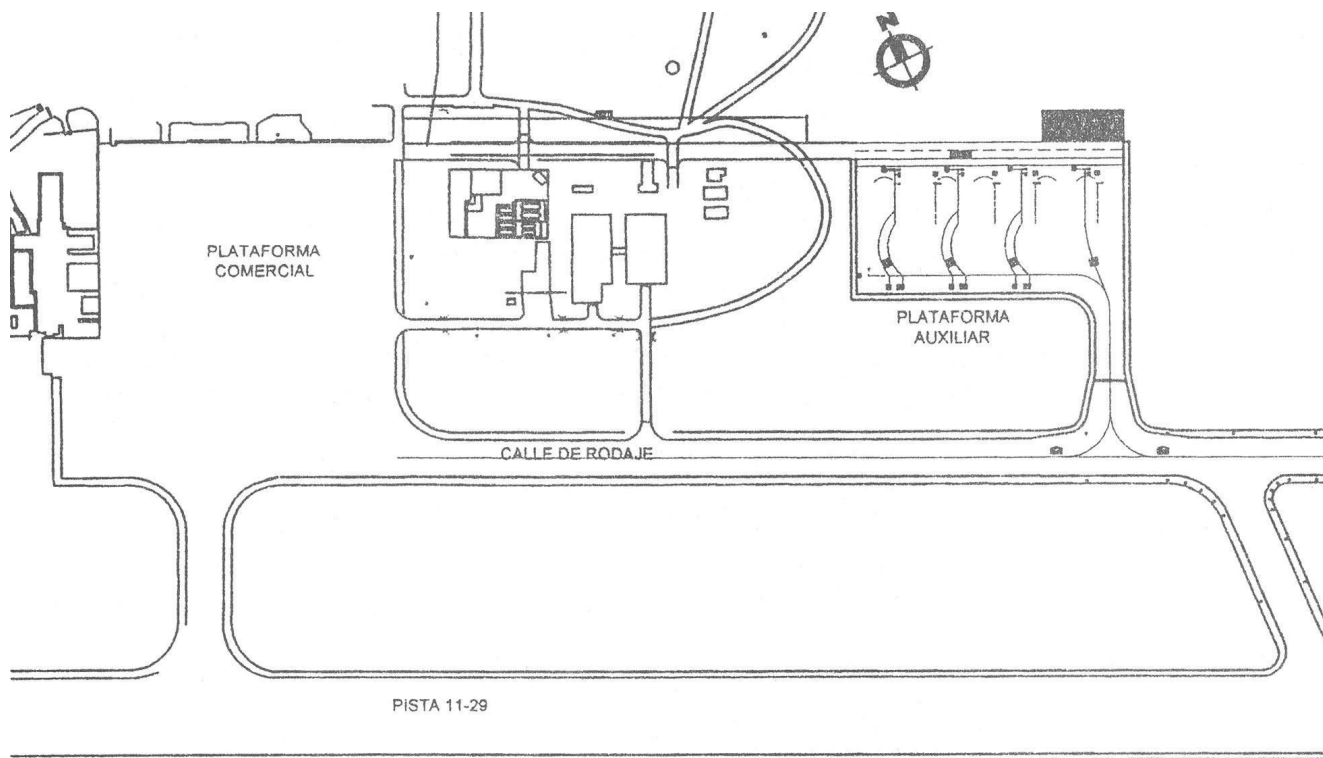 N
PLATAFORMA
COMERCIAL
PLATAFORMA
AUXILIAR
CALLE DE RODAJE
PISTA 11-29